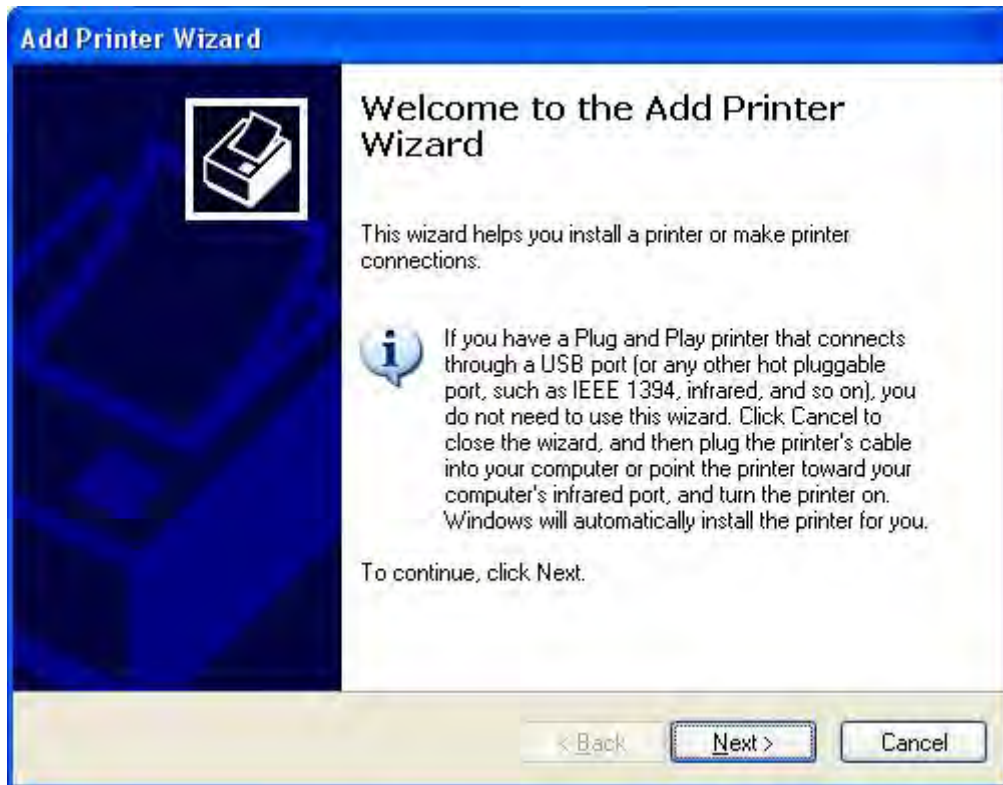 Add Printer Wizard
Welcome to the Add Printer
Wizard
This wizard helps you install a printer or make printer
connections.
If you have a Plug and Play printer that connects
through a USB port (or any other hot pluggable
port, such as IEEE 1394, infrared, and so on), you
do not need to use this wizard. Click Cancel to
close the wizard, and then plug the printer's cable
into your computer or point the printer toward your
computer's infrared port, and turn the printer on.
Windows will automatically install the printer for you.
To continue, click Next.
< Back Next > Cancel